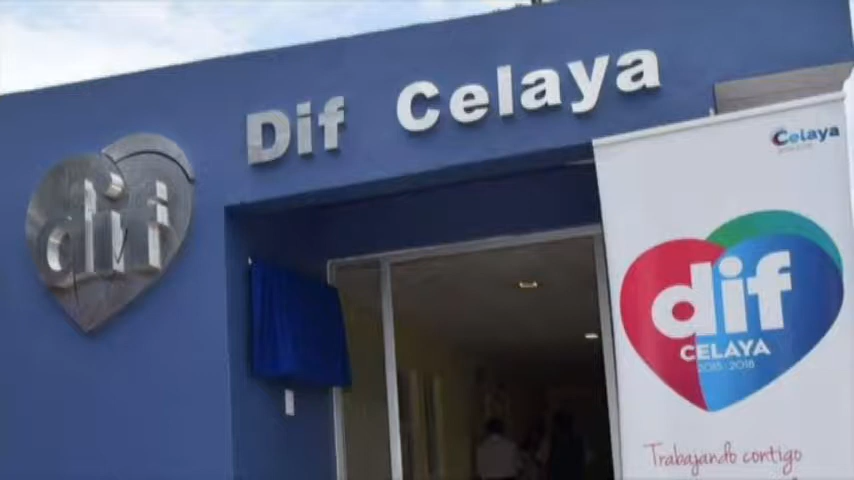 Dif Celaya
dif
Celaya
dif
CELAYA
2015 - 2018
Trabajando contigo